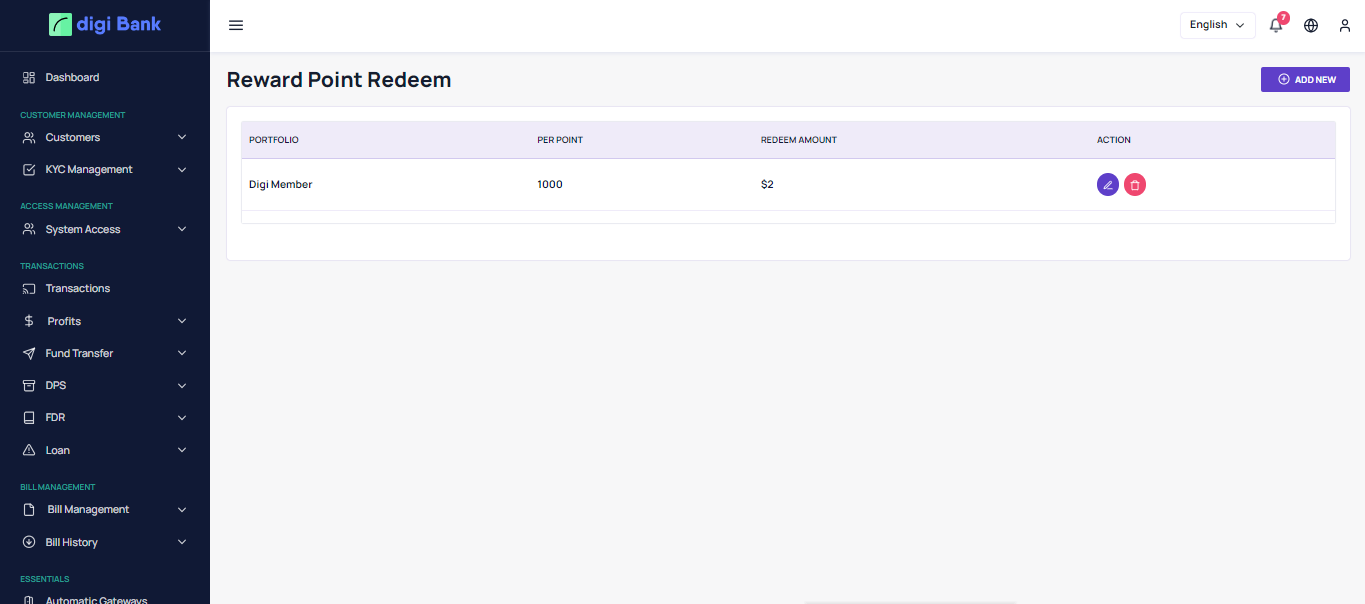 digi Bank
English
7
Dashboard
CUSTOMER MANAGEMENT
Customers
KYC Management
ACCESS MANAGEMENT
System Access
TRANSACTIONS
Transactions
Profits
Fund Transfer
DPS
FDR
Loan
BILL MANAGEMENT
Bill Management
Bill History
ESSENTIALS
Automatic Gateways
Reward Point Redeem
ADD NEW
PORTFOLIO PER POINT REDEEM AMOUNT ACTION
Digi Member 1000 $2